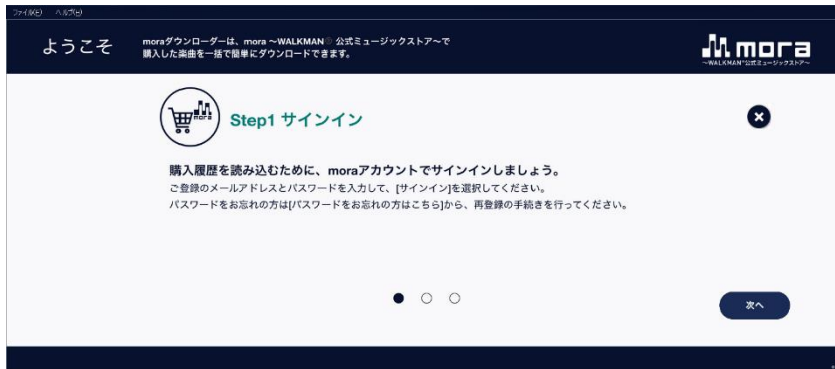 ファイル(F) ヘルプ(H)
ようこそ
moraダウンローダーは、mora ～WALKMAN® 公式ミュージックストア～で
購入した楽曲を一括で簡単にダウンロードできます。
mora
～WALKMAN®公式ミュージックストア～
mora
Step1 サインイン
購入履歴を読み込むために、moraアカウントでサインインしましょう。
ご登録のメールアドレスとパスワードを入力して、[サインイン]を選択してください。
パスワードをお忘れの方は[パスワードをお忘れの方はこちら]から、再登録の手続きを行ってください。
次へ